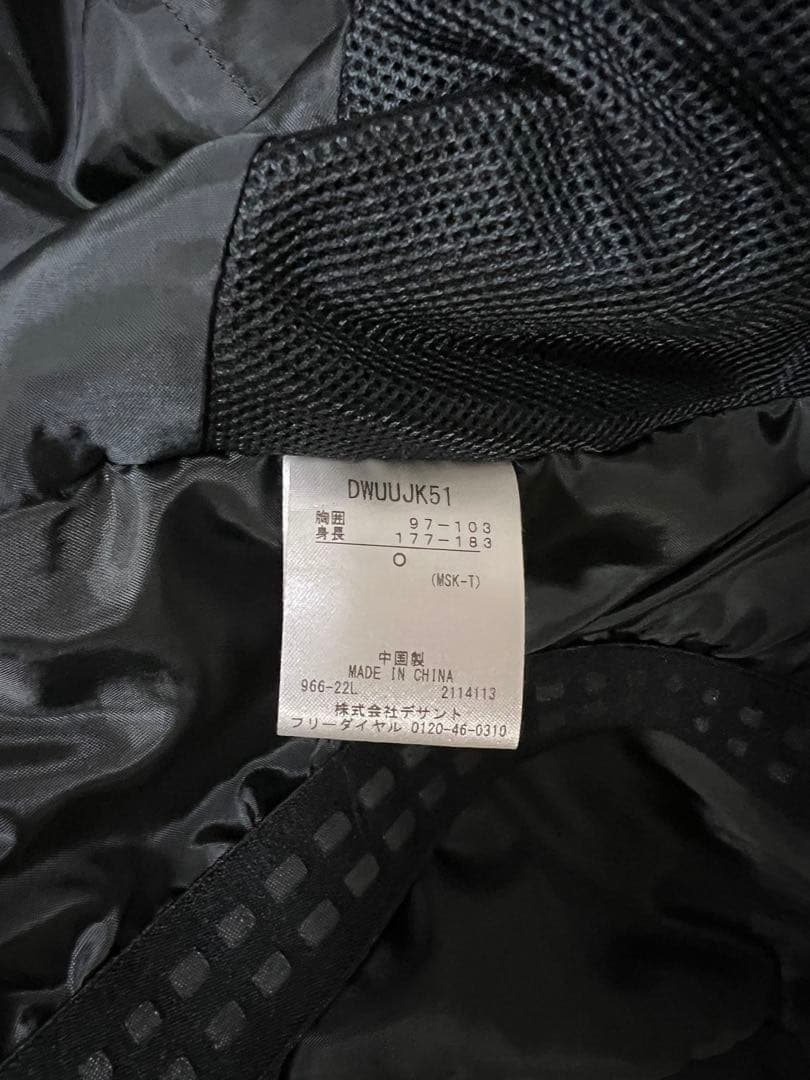 DWUUJK51
胸囲 97-103
身長 177-183
O
(MSK-T)
中国製
MADE IN CHINA
966-22L 2114113
株式会社デサント
フリーダイヤル 0120-46-0310